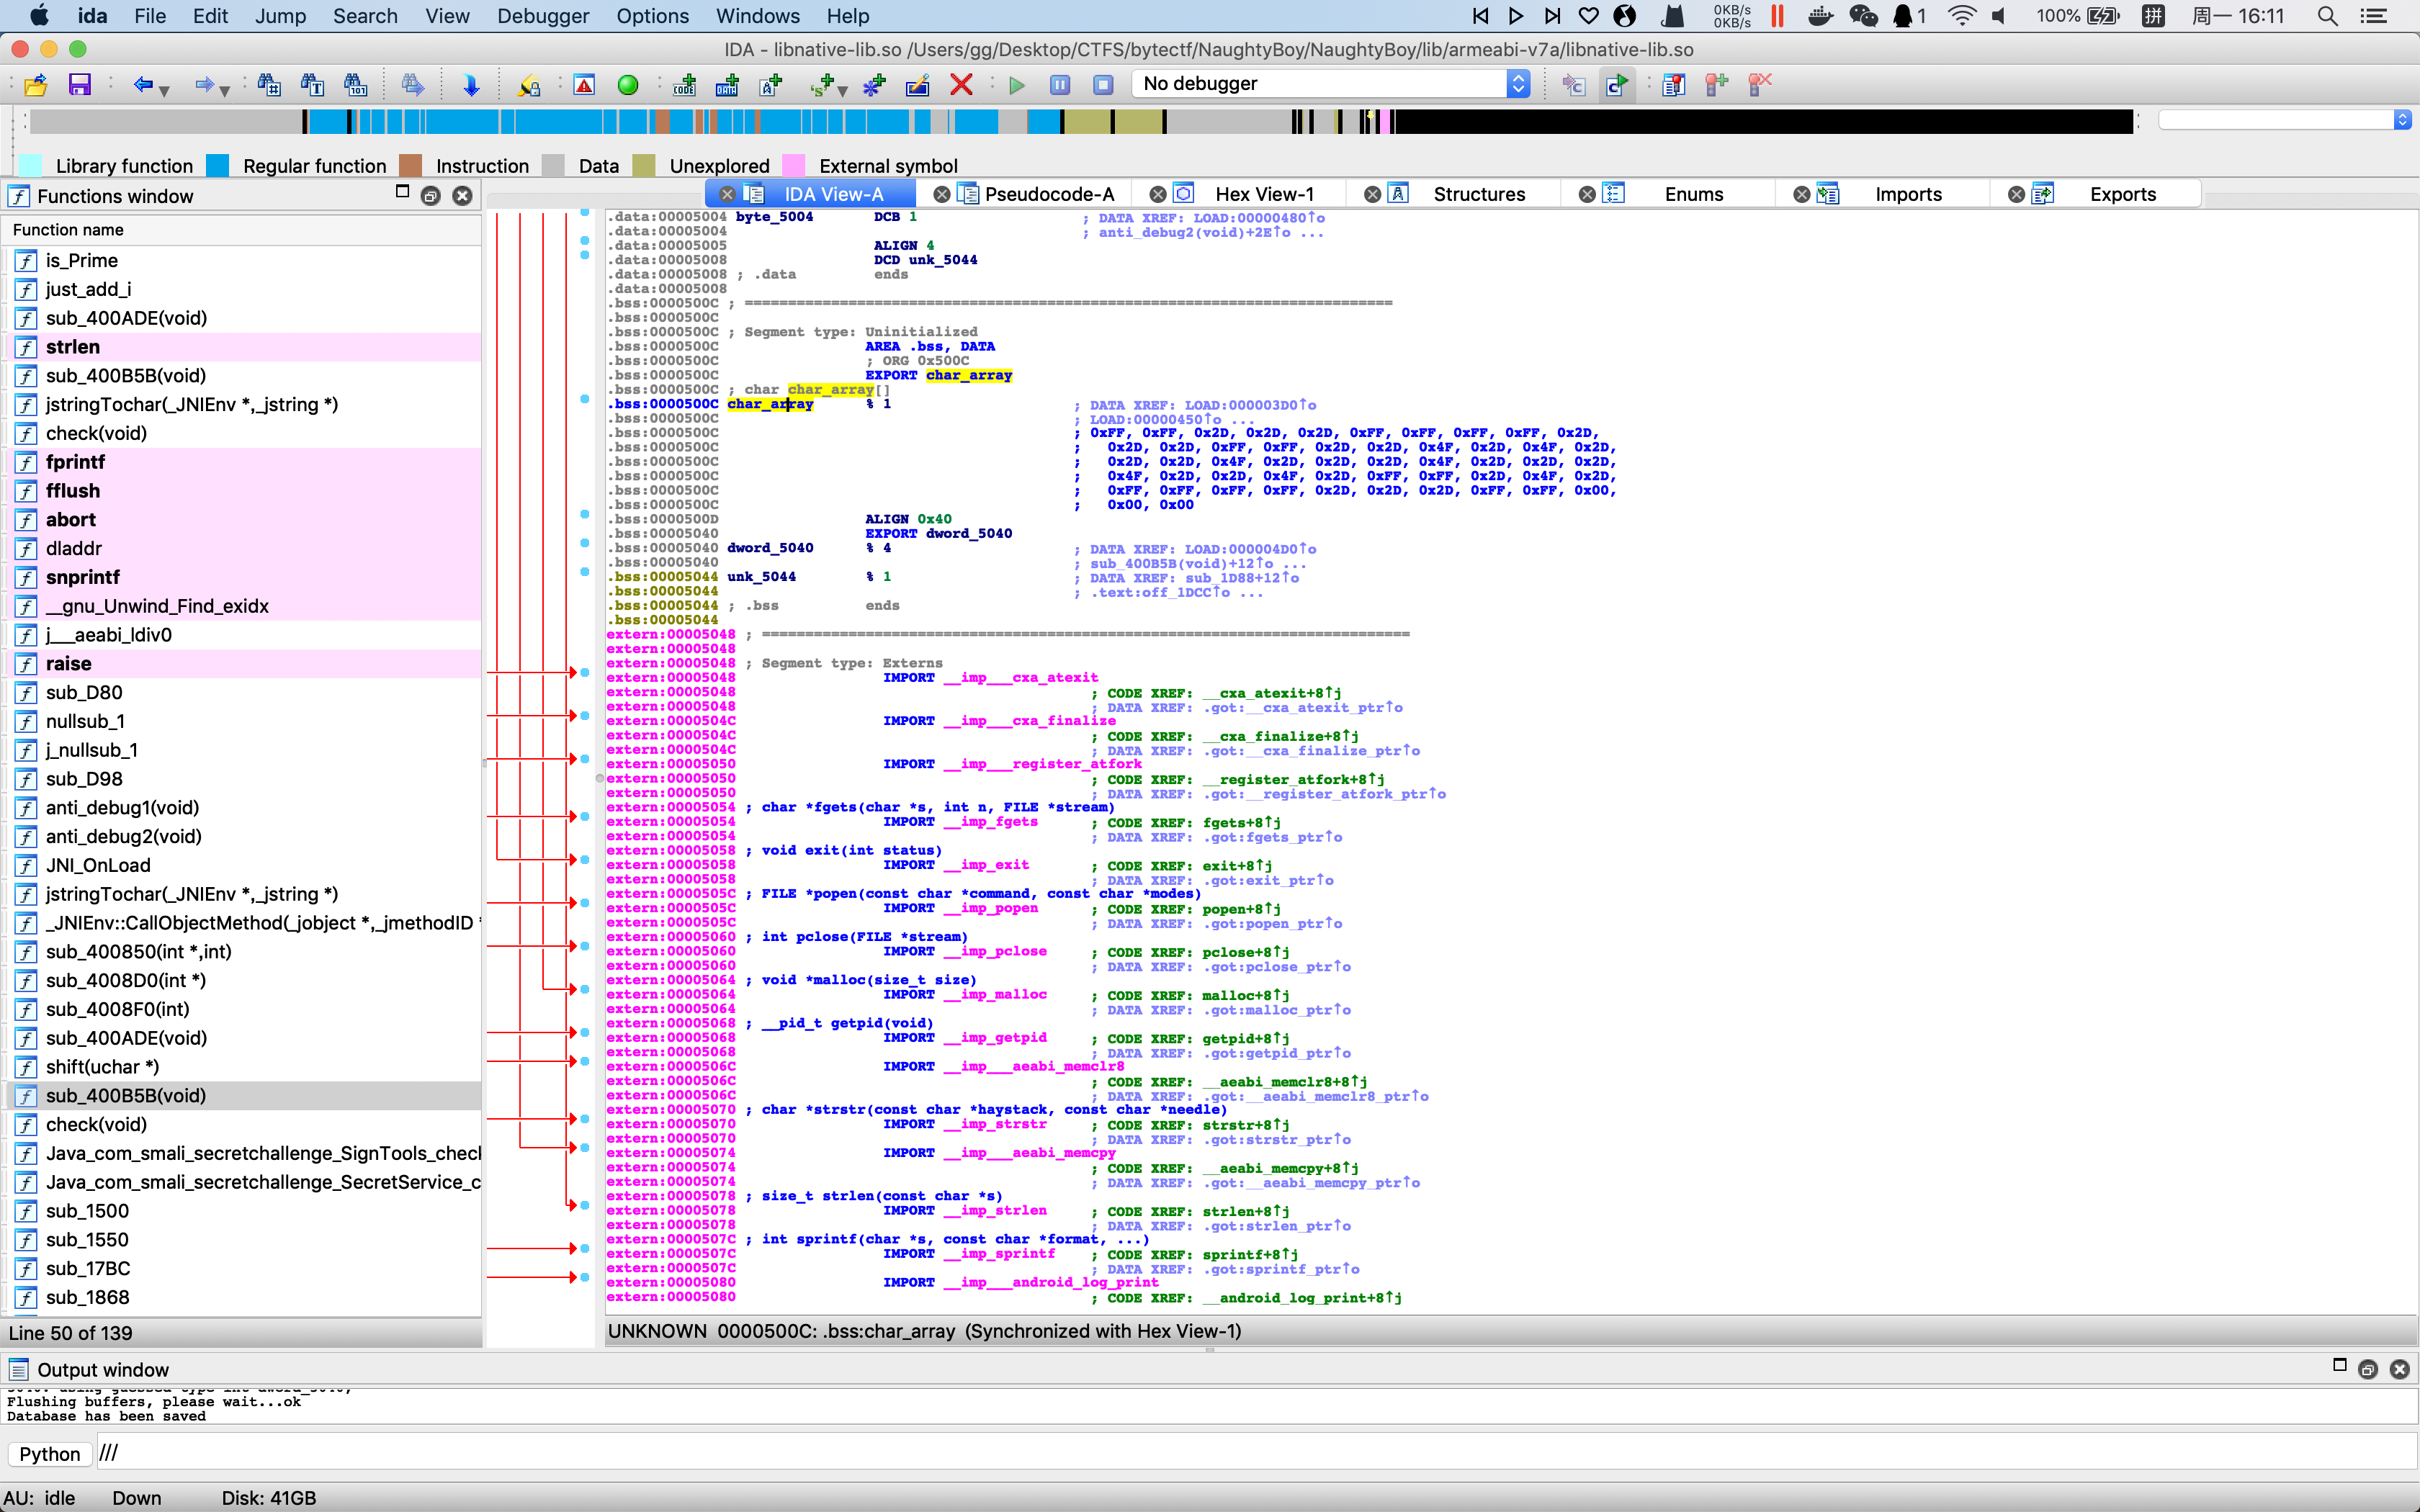 ida File Edit Jump Search View Debugger Options Windows Help 0KB/s 0KB/s 1 100% 拼 周一 16:11
IDA - libnative-lib.so /Users/gg/Desktop/CTFS/bytectf/NaughtyBoy/NaughtyBoy/lib/armeabi-v7a/libnative-lib.so
No debugger
Library function Regular function Instruction Data Unexplored External symbol
Functions window
IDA View-A Pseudocode-A Hex View-1 Structures Enums Imports Exports
Function name
is_Prime
just_add_i
sub_400ADE(void)
strlen
sub_400B5B(void)
jstringTochar(_JNIEnv *,_jstring *)
check(void)
fprintf
fflush
abort
dladdr
snprintf
__gnu_Unwind_Find_exidx
j___aeabi_ldiv0
raise
sub_D80
nullsub_1
j_nullsub_1
sub_D98
anti_debug1(void)
anti_debug2(void)
JNI_OnLoad
jstringTochar(_JNIEnv *,_jstring *)
_JNIEnv::CallObjectMethod(_jobject *,_jmethodID *
sub_400850(int *,int)
sub_4008D0(int *)
sub_4008F0(int)
sub_400ADE(void)
shift(uchar *)
sub_400B5B(void)
check(void)
Java_com_smali_secretchallenge_SignTools_check
Java_com_smali_secretchallenge_SecretService_c
sub_1500
sub_1550
sub_17BC
sub_1868
Line 50 of 139
.data:00005004 byte_5004 DCB 1 ; DATA XREF: LOAD:00000480↑o
.data:00005004 ; anti_debug2(void)+2E↑o ...
.data:00005005 ALIGN 4
.data:00005008 DCD unk_5044
.data:00005008 ; .data ends
.data:00005008
.bss:0000500C ; ===========================================================================
.bss:0000500C
.bss:0000500C ; Segment type: Uninitialized
.bss:0000500C AREA .bss, DATA
.bss:0000500C ; ORG 0x500C
.bss:0000500C EXPORT char_array
.bss:0000500C ; char char_array[]
.bss:0000500C char_array % 1 ; DATA XREF: LOAD:000003D0↑o
.bss:0000500C ; LOAD:00000450↑o ...
.bss:0000500C ; 0xFF, 0xFF, 0x2D, 0x2D, 0x2D, 0xFF, 0xFF, 0xFF, 0xFF, 0x2D,
.bss:0000500C ; 0x2D, 0x2D, 0xFF, 0xFF, 0x2D, 0x2D, 0x4F, 0x2D, 0x4F, 0x2D,
.bss:0000500C ; 0x2D, 0x2D, 0x4F, 0x2D, 0x2D, 0x2D, 0x4F, 0x2D, 0x2D, 0x2D,
.bss:0000500C ; 0x4F, 0x2D, 0x2D, 0x4F, 0x2D, 0xFF, 0xFF, 0x2D, 0x4F, 0x2D,
.bss:0000500C ; 0xFF, 0xFF, 0xFF, 0xFF, 0x2D, 0x2D, 0x2D, 0xFF, 0xFF, 0x00,
.bss:0000500C ; 0x00, 0x00
.bss:0000500D ALIGN 0x40
.bss:00005040 EXPORT dword_5040
.bss:00005040 dword_5040 % 4 ; DATA XREF: LOAD:000004D0↑o
.bss:00005040 ; sub_400B5B(void)+12↑o ...
.bss:00005044 unk_5044 % 1 ; DATA XREF: sub_1D88+12↑o
.bss:00005044 ; .text:off_1DCC↑o ...
.bss:00005044 ; .bss ends
.bss:00005044
extern:00005048 ; ===========================================================================
extern:00005048
extern:00005048 ; Segment type: Externs
extern:00005048 IMPORT __imp___cxa_atexit
extern:00005048 ; CODE XREF: __cxa_atexit+8↑j
extern:00005048 ; DATA XREF: .got:__cxa_atexit_ptr↑o
extern:0000504C IMPORT __imp___cxa_finalize
extern:0000504C ; CODE XREF: __cxa_finalize+8↑j
extern:0000504C ; DATA XREF: .got:__cxa_finalize_ptr↑o
extern:00005050 IMPORT __imp___register_atfork
extern:00005050 ; CODE XREF: __register_atfork+8↑j
extern:00005050 ; DATA XREF: .got:__register_atfork_ptr↑o
extern:00005054 ; char *fgets(char *s, int n, FILE *stream)
extern:00005054 IMPORT __imp_fgets ; CODE XREF: fgets+8↑j
extern:00005054 ; DATA XREF: .got:fgets_ptr↑o
extern:00005058 ; void exit(int status)
extern:00005058 IMPORT __imp_exit ; CODE XREF: exit+8↑j
extern:00005058 ; DATA XREF: .got:exit_ptr↑o
extern:0000505C ; FILE *popen(const char *command, const char *modes)
extern:0000505C IMPORT __imp_popen ; CODE XREF: popen+8↑j
extern:0000505C ; DATA XREF: .got:popen_ptr↑o
extern:00005060 ; int pclose(FILE *stream)
extern:00005060 IMPORT __imp_pclose ; CODE XREF: pclose+8↑j
extern:00005060 ; DATA XREF: .got:pclose_ptr↑o
extern:00005064 ; void *malloc(size_t size)
extern:00005064 IMPORT __imp_malloc ; CODE XREF: malloc+8↑j
extern:00005064 ; DATA XREF: .got:malloc_ptr↑o
extern:00005068 ; __pid_t getpid(void)
extern:00005068 IMPORT __imp_getpid ; CODE XREF: getpid+8↑j
extern:00005068 ; DATA XREF: .got:getpid_ptr↑o
extern:0000506C IMPORT __imp___aeabi_memclr8
extern:0000506C ; CODE XREF: __aeabi_memclr8+8↑j
extern:0000506C ; DATA XREF: .got:__aeabi_memclr8_ptr↑o
extern:00005070 ; char *strstr(const char *haystack, const char *needle)
extern:00005070 IMPORT __imp_strstr ; CODE XREF: strstr+8↑j
extern:00005070 ; DATA XREF: .got:strstr_ptr↑o
extern:00005074 IMPORT __imp___aeabi_memcpy
extern:00005074 ; CODE XREF: __aeabi_memcpy+8↑j
extern:00005074 ; DATA XREF: .got:__aeabi_memcpy_ptr↑o
extern:00005078 ; size_t strlen(const char *s)
extern:00005078 IMPORT __imp_strlen ; CODE XREF: strlen+8↑j
extern:00005078 ; DATA XREF: .got:strlen_ptr↑o
extern:0000507C ; int sprintf(char *s, const char *format, ...)
extern:0000507C IMPORT __imp_sprintf ; CODE XREF: sprintf+8↑j
extern:0000507C ; DATA XREF: .got:sprintf_ptr↑o
extern:00005080 IMPORT __imp___android_log_print
extern:00005080 ; CODE XREF: __android_log_print+8↑j
UNKNOWN 0000500C: .bss:char_array (Synchronized with Hex View-1)
Output window
Flushing buffers, please wait...ok
Database has been saved
Python ///
AU: idle Down Disk: 41GB